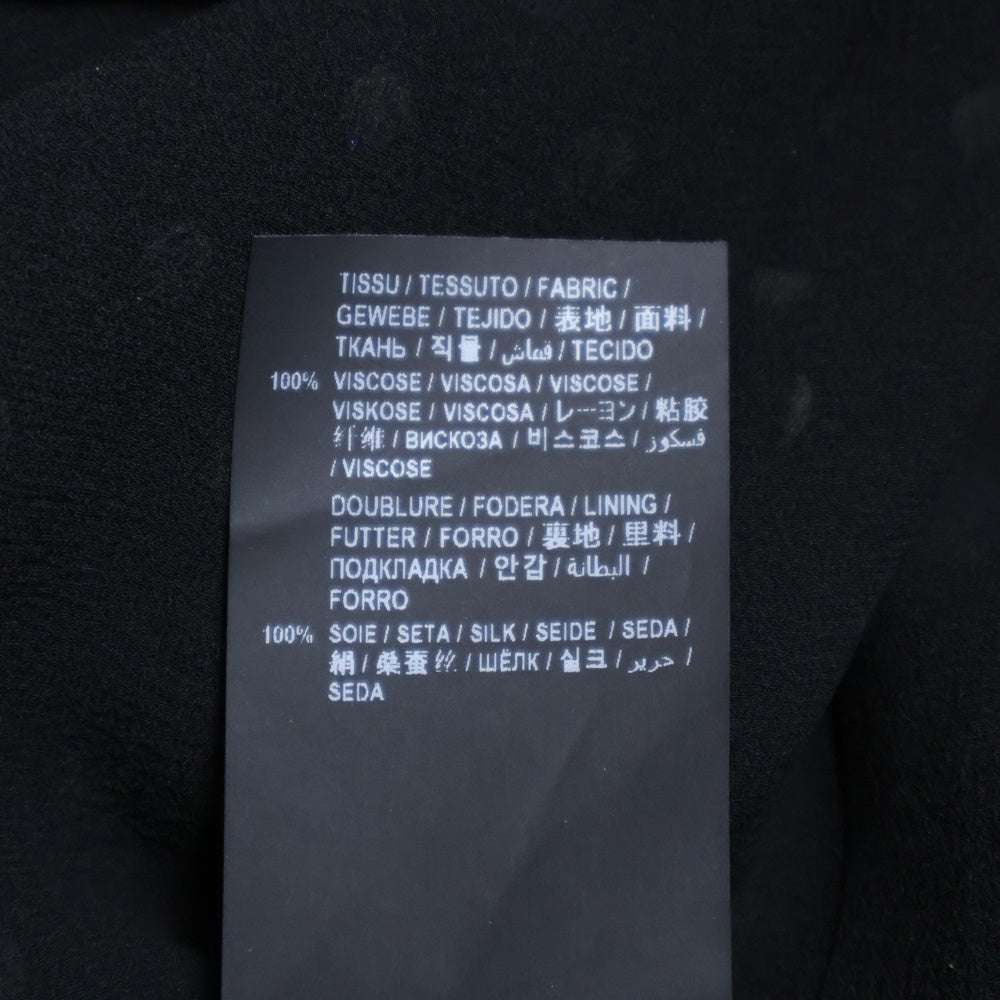 TISSU / TESSUTO / FABRIC /
GEWEBE / TEJIDO / 表地 / 面料 /
ТКАНЬ / 직물 / قماش / TECIDO
100% VISCOSE / VISCOSA / VISCOSE /
VISKOSE / VISCOSA / レーヨン / 粘胶
纤维 / ВИСКОЗА / 비스코스 / فسكوز
/ VISCOSE
DOUBLURE / FODERA / LINING /
FUTTER / FORRO / 裏地 / 里料 /
ПОДКЛАДКА / 안감 / البطانة /
FORRO
100% SOIE / SETA / SILK / SEIDE / SEDA /
絹 / 桑蚕丝 / ШЁЛК / 실크 / حرير /
SEDA